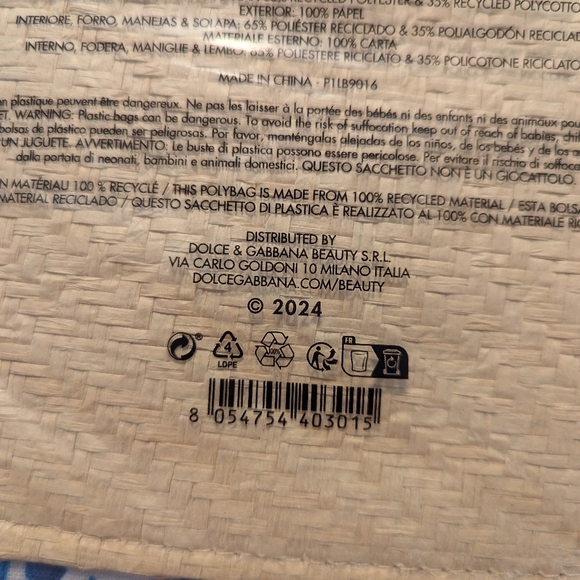 POLYESTER & 35% RECYCLED POLYCOTTO
EXTERIOR: 100% PAPEL
INTERIORE, FORRO, MANEJAS & SOLAPA: 65% POLIÉSTER RECICLADO & 35% POLIALGODÓN RECICLAD
MATERIALE ESTERNO: 100% CARTA
INTERNO, FODERA, MANIGLIE & LEMBO: 65% POLIESTERE RICICLATO & 35% POLICOTONE RICICLATO
MADE IN CHINA - P1LB9016
en plastique peuvent être dangereux. Ne pas les laisser à la portée des bébés ni des enfants ni des animaux pou
ET. WARNING: Plastic bags can be dangerous. To avoid the risk of suffocation keep out of reach of babies, chil
bolsas de plástico pueden ser peligrosas. Por favor, manténgalas alejadas de los niños, de los bebés y de los
UN JUGUETE. AVVERTIMENTO: Le buste di plastica possono essere pericolose. Per evitare il rischio di soffoca
dalla portata di neonati, bambini e animali domestici. QUESTO SACCHETTO NON È UN GIOCATTOLO.
N MATÉRIAU 100 % RECYCLÉ / THIS POLYBAG IS MADE FROM 100% RECYCLED MATERIAL / ESTA BOLSA
MATERIAL RECICLADO / QUESTO SACCHETTO DI PLASTICA È REALIZZATO AL 100% CON MATERIALE RIC
DISTRIBUTED BY
DOLCE & GABBANA BEAUTY S.R.L.
VIA CARLO GOLDONI 10 MILANO ITALIA
DOLCEGABBANA.COM/BEAUTY
© 2024
® 4 LDPE 100% FR
8 054754 403015